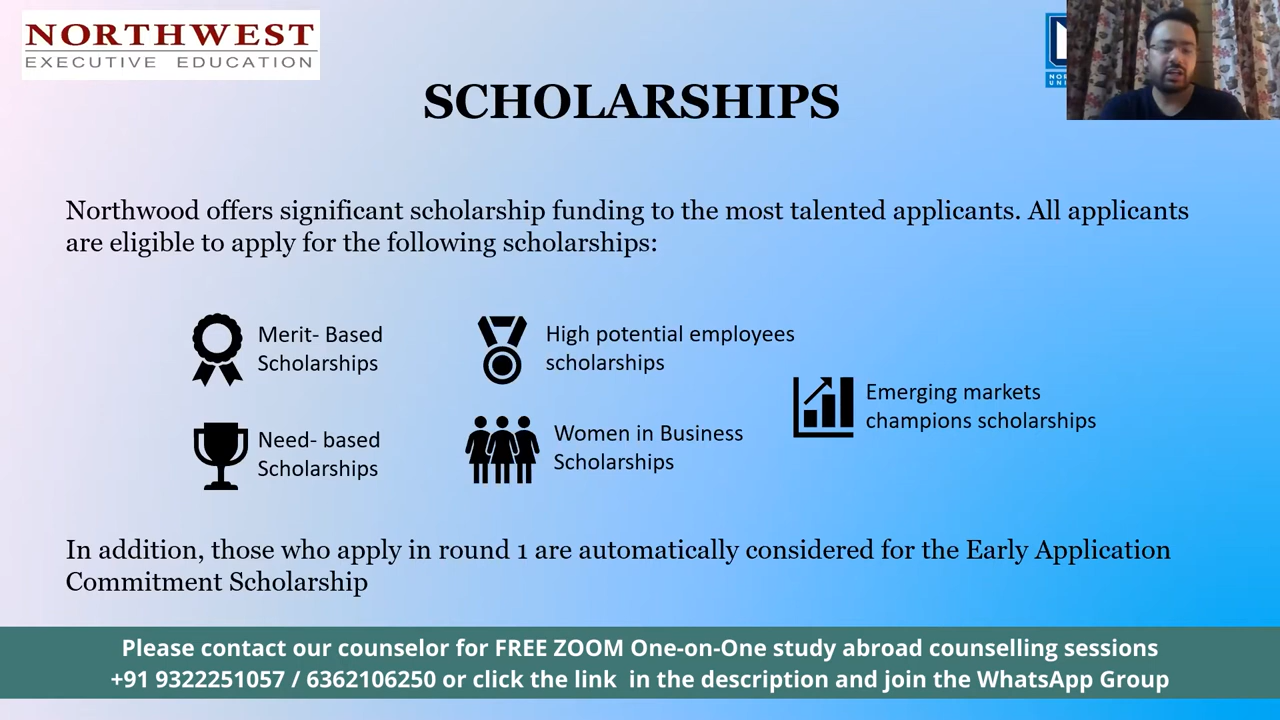 NORTHWEST
EXECUTIVE EDUCATION
SCHOLARSHIPS
Northwood offers significant scholarship funding to the most talented applicants. All applicants
are eligible to apply for the following scholarships:
Merit- Based
Scholarships
High potential employees
scholarships
Emerging markets
champions scholarships
Need- based
Scholarships
Women in Business
Scholarships
In addition, those who apply in round 1 are automatically considered for the Early Application
Commitment Scholarship
Please contact our counselor for FREE ZOOM One-on-One study abroad counselling sessions
+91 9322251057 / 6362106250 or click the link in the description and join the WhatsApp Group